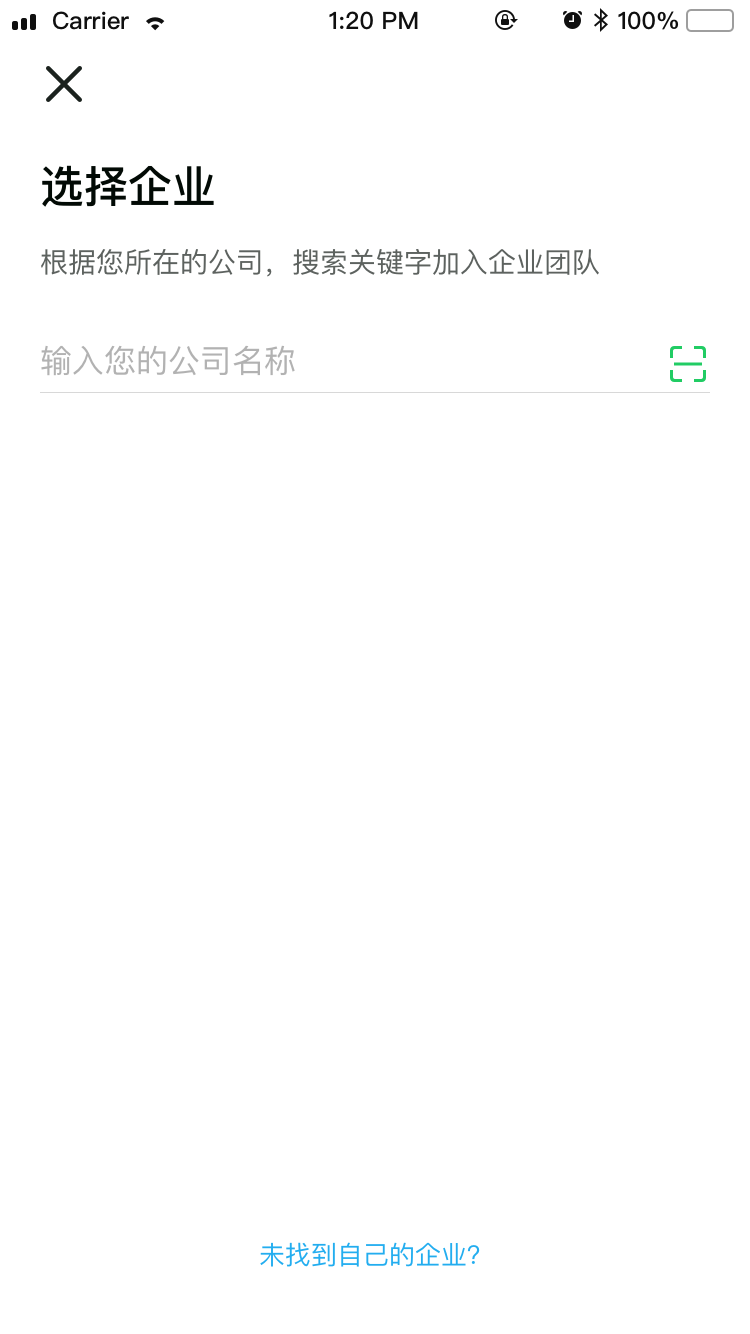 Carrier 1:20 PM 100%
选择企业
根据您所在的公司，搜索关键字加入企业团队
输入您的公司名称
未找到自己的企业?